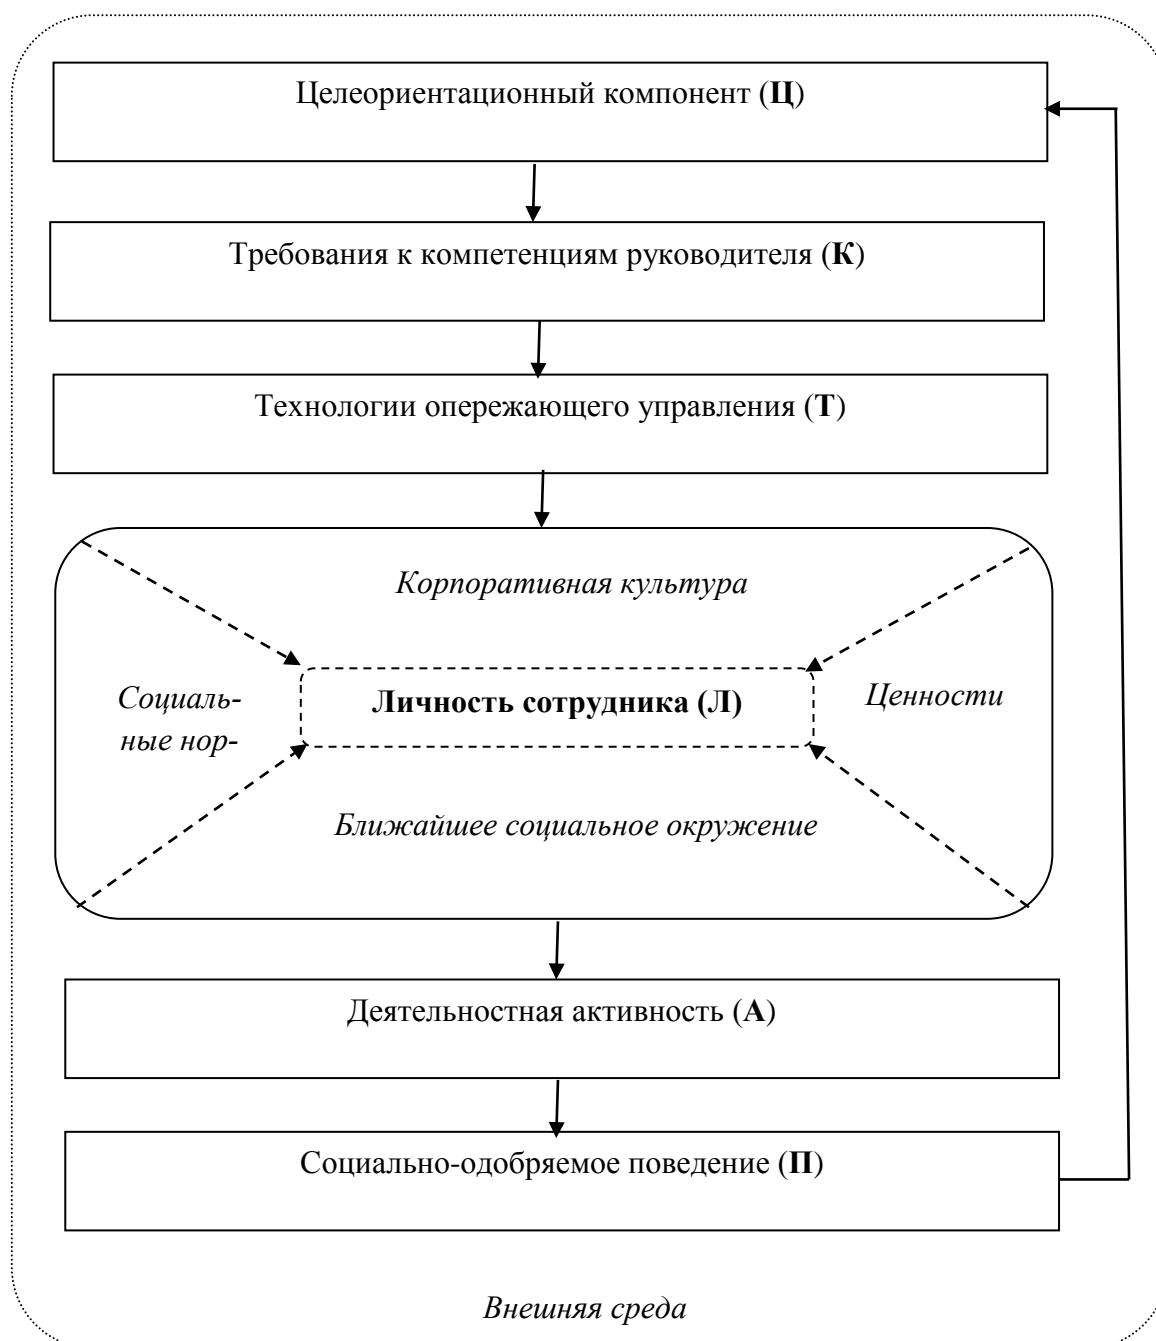 Целеориентационный компонент (Ц)
Требования к компетенциям руководителя (К)
Технологии опережающего управления (Т)
Корпоративная культура
Социаль-
ные нор-
Личность сотрудника (Л)
Ценности
Ближайшее социальное окружение
Деятельностная активность (А)
Социально-одобряемое поведение (П)
Внешняя среда